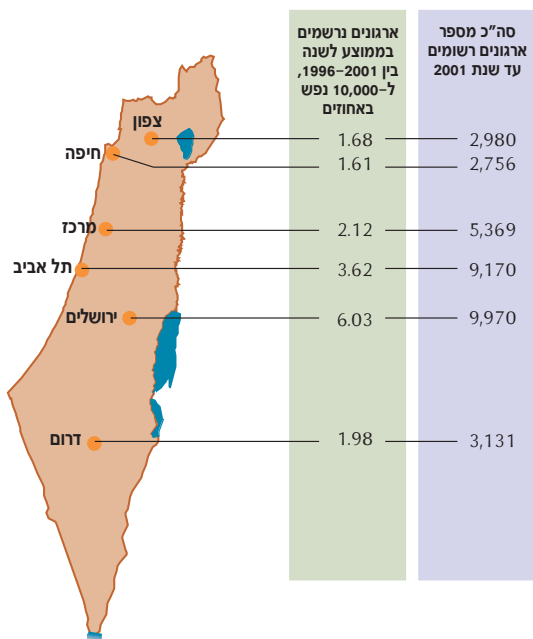 סה"כ מספר
ארגונים רשומים
עד שנת 2001
ארגונים נרשמים
בממוצע לשנה
בין 1996-2001,
ל-10,000 נפש
באחוזים
צפון 1.68 2,980
חיפה 1.61 2,756
מרכז 2.12 5,369
תל אביב 3.62 9,170
ירושלים 6.03 9,970
דרום 1.98 3,131